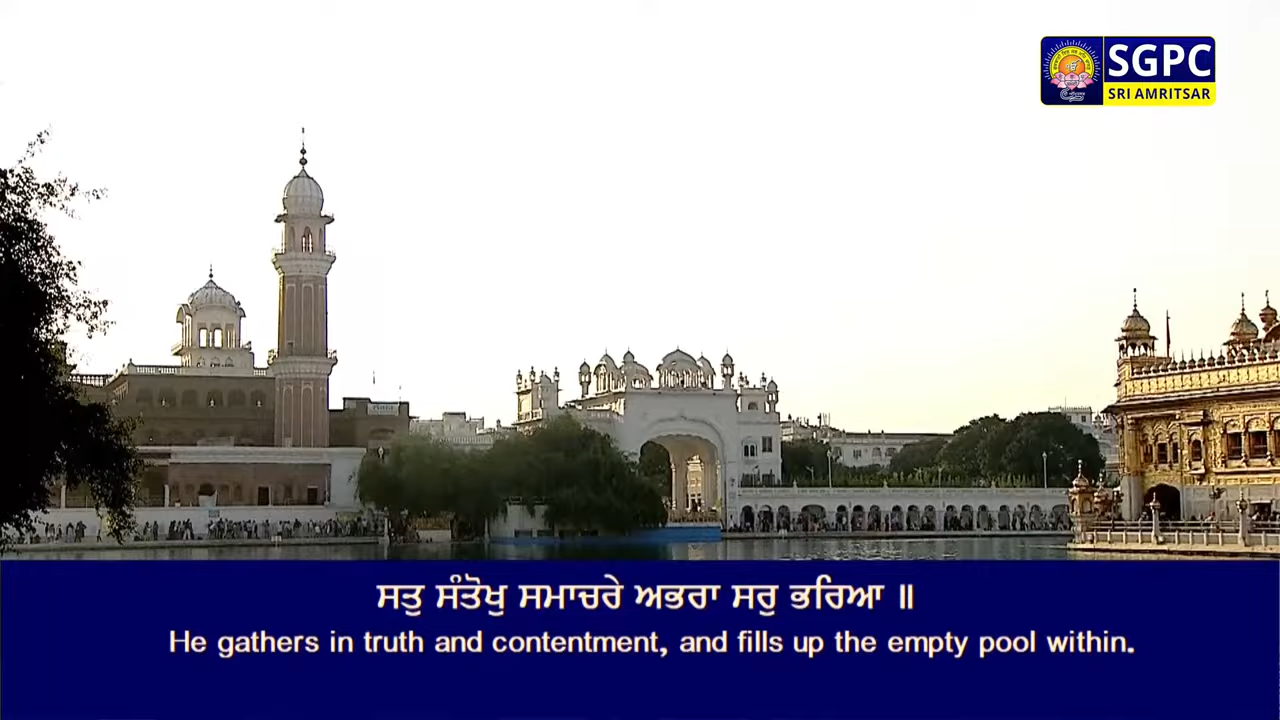 SGPC
SRI AMRITSAR
ਸਤੁ ਸੰਤੋਖੁ ਸਮਾਚਰੇ ਅਭਰਾ ਸਰੁ ਭਰਿਆ ॥
He gathers in truth and contentment, and fills up the empty pool within.